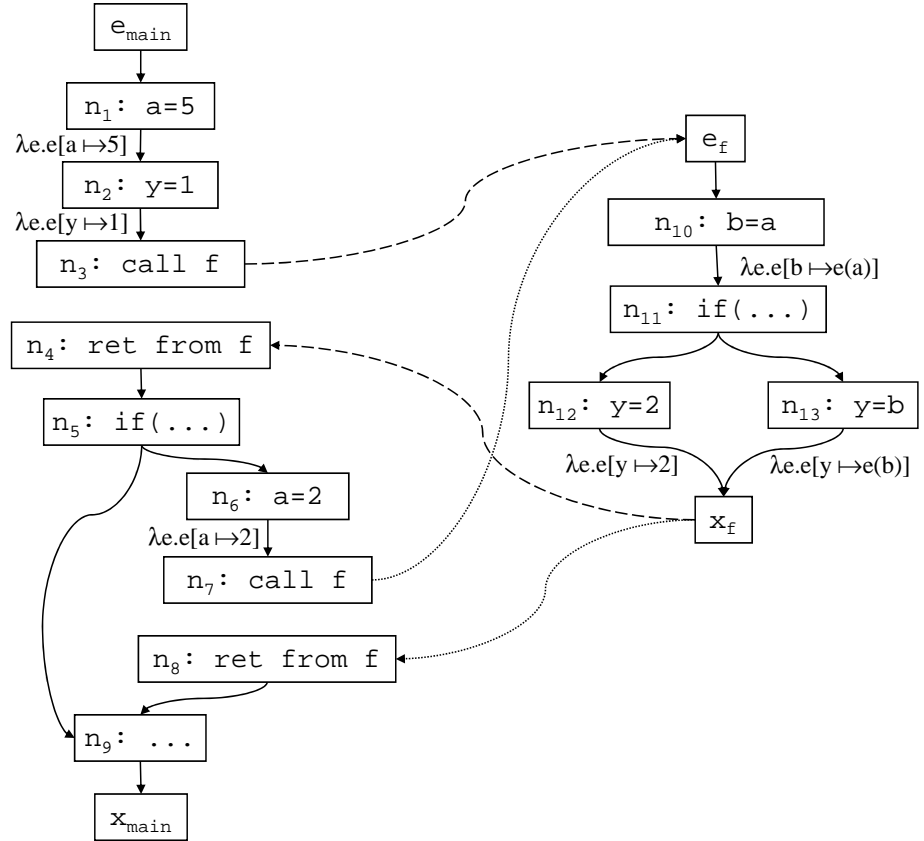 e_main
n_1: a=5
λe.e[a ↦5]
n_2: y=1
λe.e[y ↦1]
n_3: call f
n_4: ret from f
n_5: if(...)
n_6: a=2
λe.e[a ↦2]
n_7: call f
n_8: ret from f
n_9: ...
x_main
e_f
n_10: b=a
λe.e[b ↦e(a)]
n_11: if(...)
n_12: y=2
n_13: y=b
λe.e[y ↦2]
λe.e[y ↦e(b)]
x_f